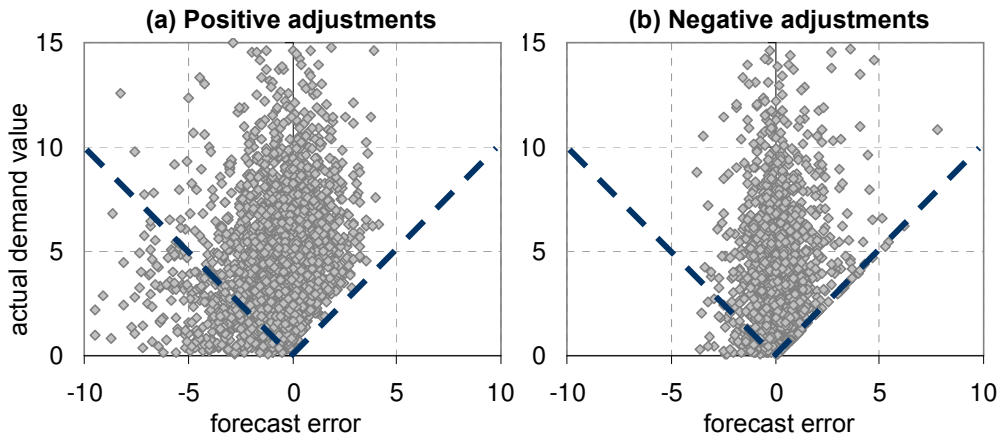 (a) Positive adjustments
(b) Negative adjustments
actual demand value
15
10
5
0
-10 -5 0 5 10
forecast error
15
10
5
0
-10 -5 0 5 10
forecast error